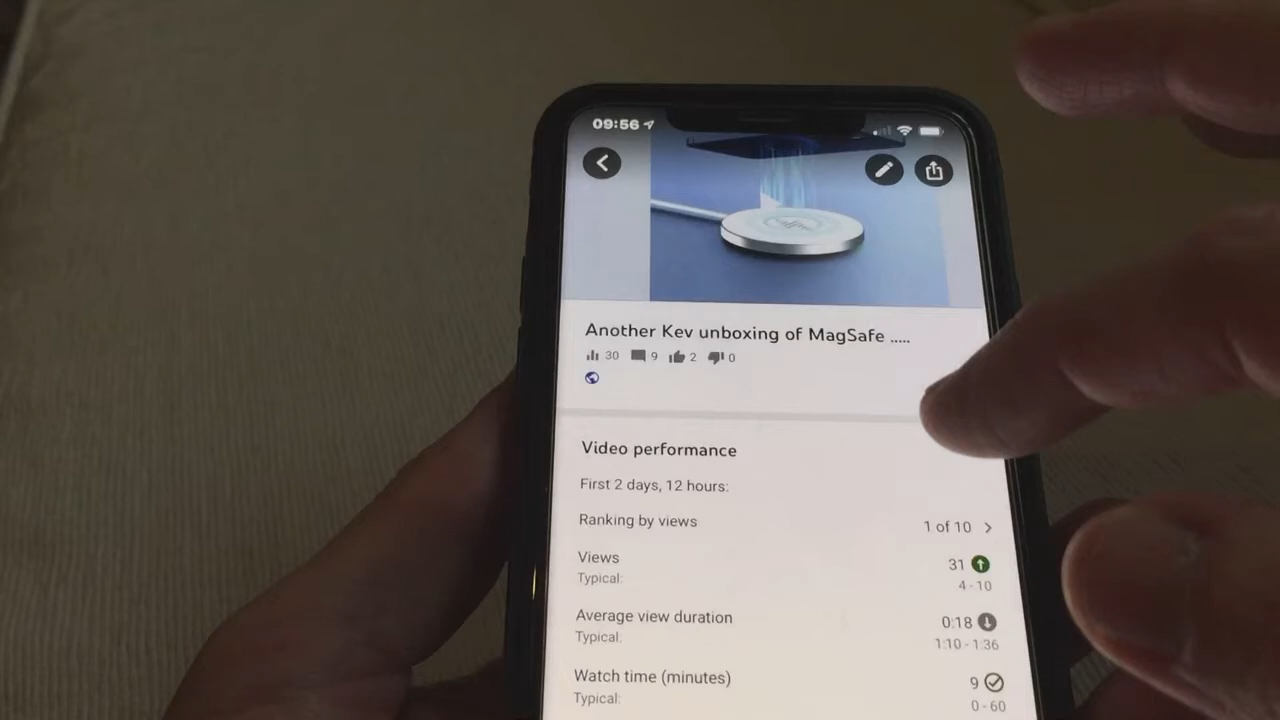 09:56
Another Kev unboxing of MagSafe .....
30 9 2 0
Video performance
First 2 days, 12 hours:
Ranking by views 1 of 10
Views 31
Typical: 4 - 10
Average view duration 0:18
Typical: 1:10 - 1:36
Watch time (minutes) 9
Typical: 0 - 60